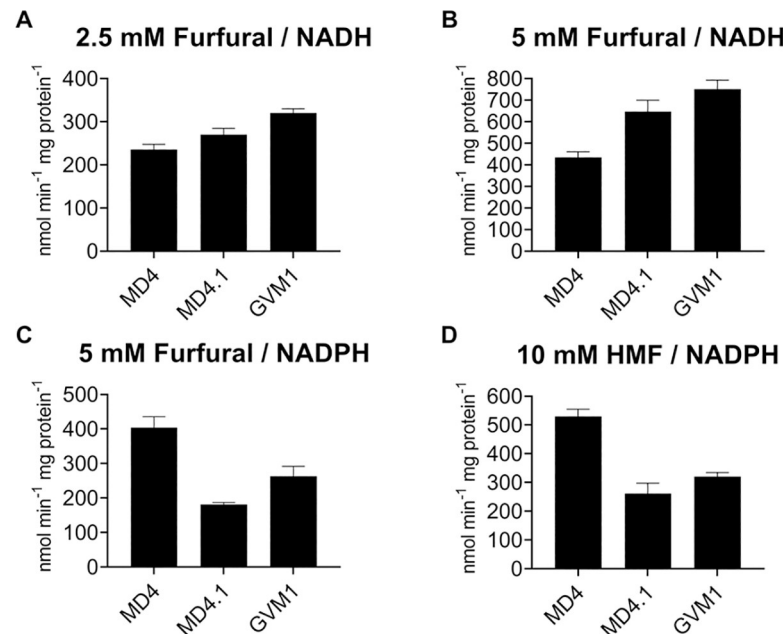 A
2.5 mM Furfural / NADH
nmol min⁻¹ mg protein⁻¹
400
300
200
100
0
MD4
MD4.1
GVM1
B
5 mM Furfural / NADH
nmol min⁻¹ mg protein⁻¹
800
700
600
500
400
300
200
100
0
MD4
MD4.1
GVM1
C
5 mM Furfural / NADPH
nmol min⁻¹ mg protein⁻¹
500
400
300
200
100
0
MD4
MD4.1
GVM1
D
10 mM HMF / NADPH
nmol min⁻¹ mg protein⁻¹
600
500
400
300
200
100
0
MD4
MD4.1
GVM1